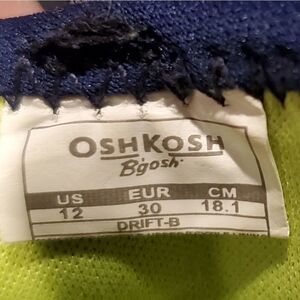 OSHKOSH
B'gosh
US EUR CM
12 30 18.1
DRIFT-B